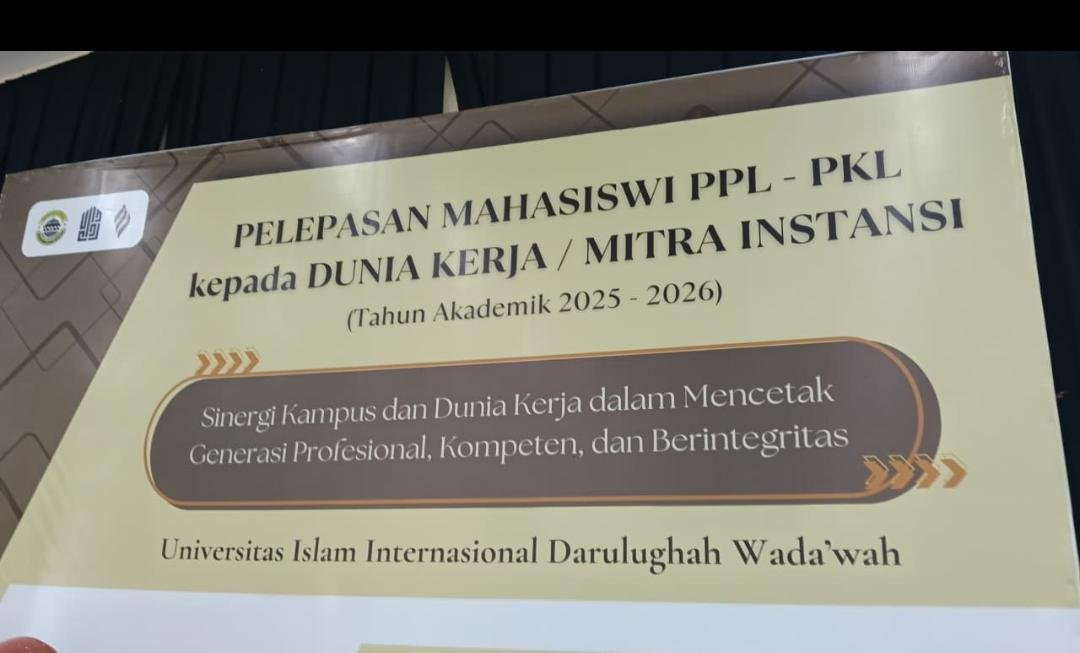 PELEPASAN MAHASISWI PPL - PKL
kepada DUNIA KERJA / MITRA INSTANSI
(Tahun Akademik 2025 - 2026)
Sinergi Kampus dan Dunia Kerja dalam Mencetak
Generasi Profesional, Kompeten, dan Berintegritas
Universitas Islam Internasional Darulughah Wada'wah